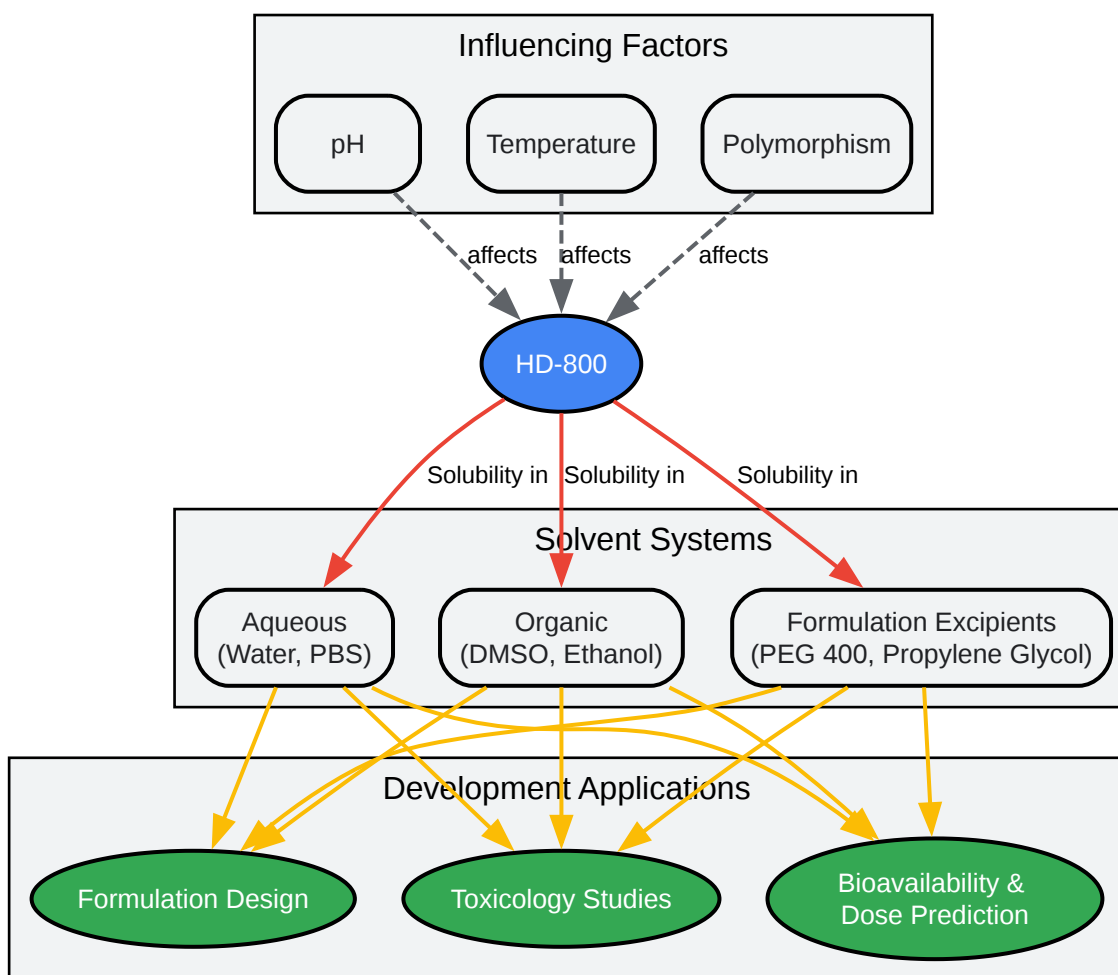 Influencing Factors
pH
Temperature
Polymorphism
affects
affects
affects
HD-800
Solubility in
Solubility in
Solubility in
Solvent Systems
Aqueous
(Water, PBS)
Organic
(DMSO, Ethanol)
Formulation Excipients
(PEG 400, Propylene Glycol)
Development Applications
Formulation Design
Toxicology Studies
Bioavailability &
Dose Prediction